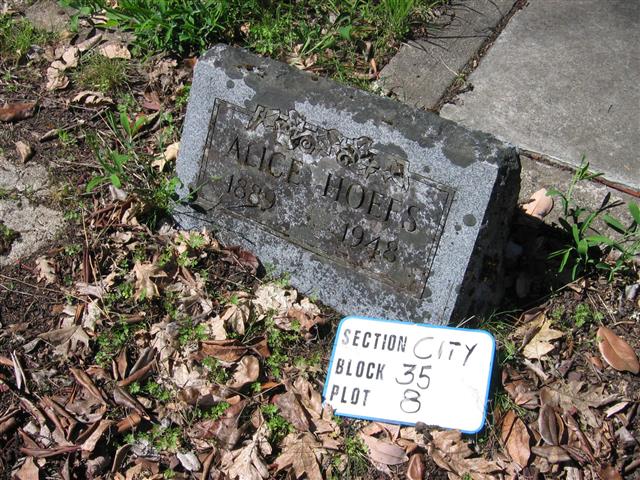 ALICE HOEFS
1889 1948
SECTION CITY
BLOCK 35
PLOT 8